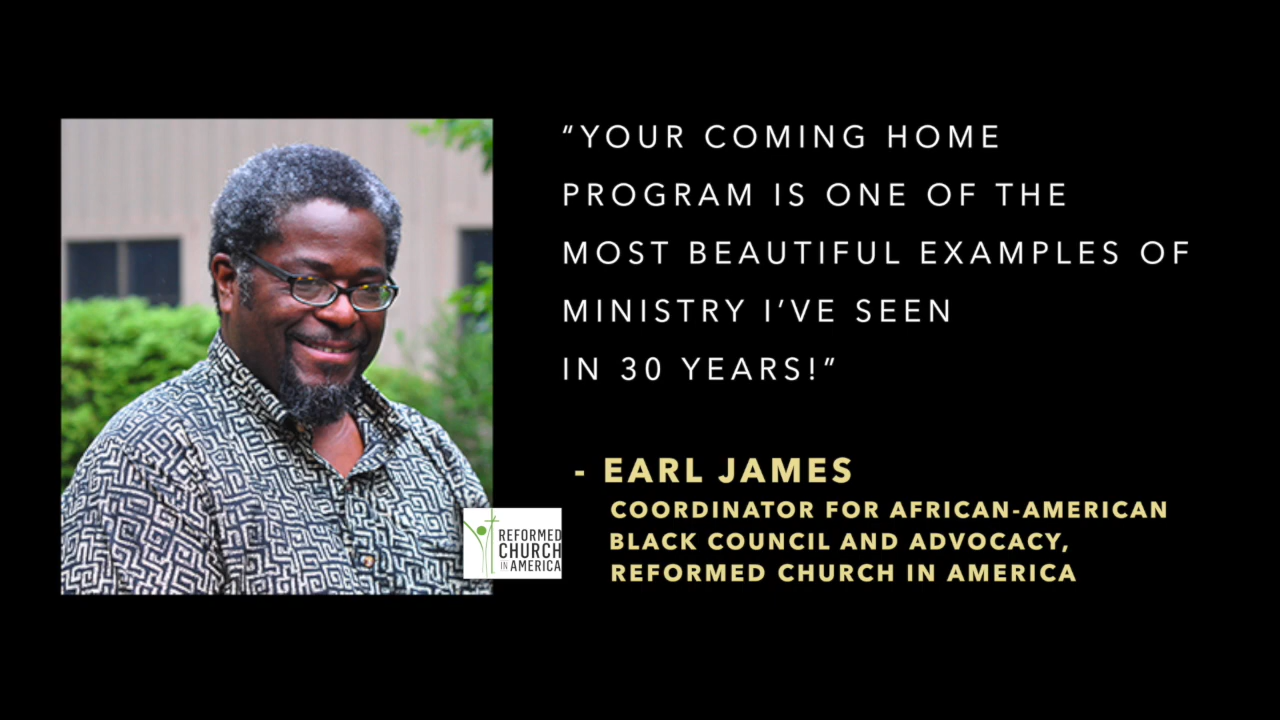 “YOUR COMING HOME
PROGRAM IS ONE OF THE
MOST BEAUTIFUL EXAMPLES OF
MINISTRY I’VE SEEN
IN 30 YEARS!”
- EARL JAMES
COORDINATOR FOR AFRICAN-AMERICAN
BLACK COUNCIL AND ADVOCACY,
REFORMED CHURCH IN AMERICA
REFORMED
CHURCH
IN AMERICA